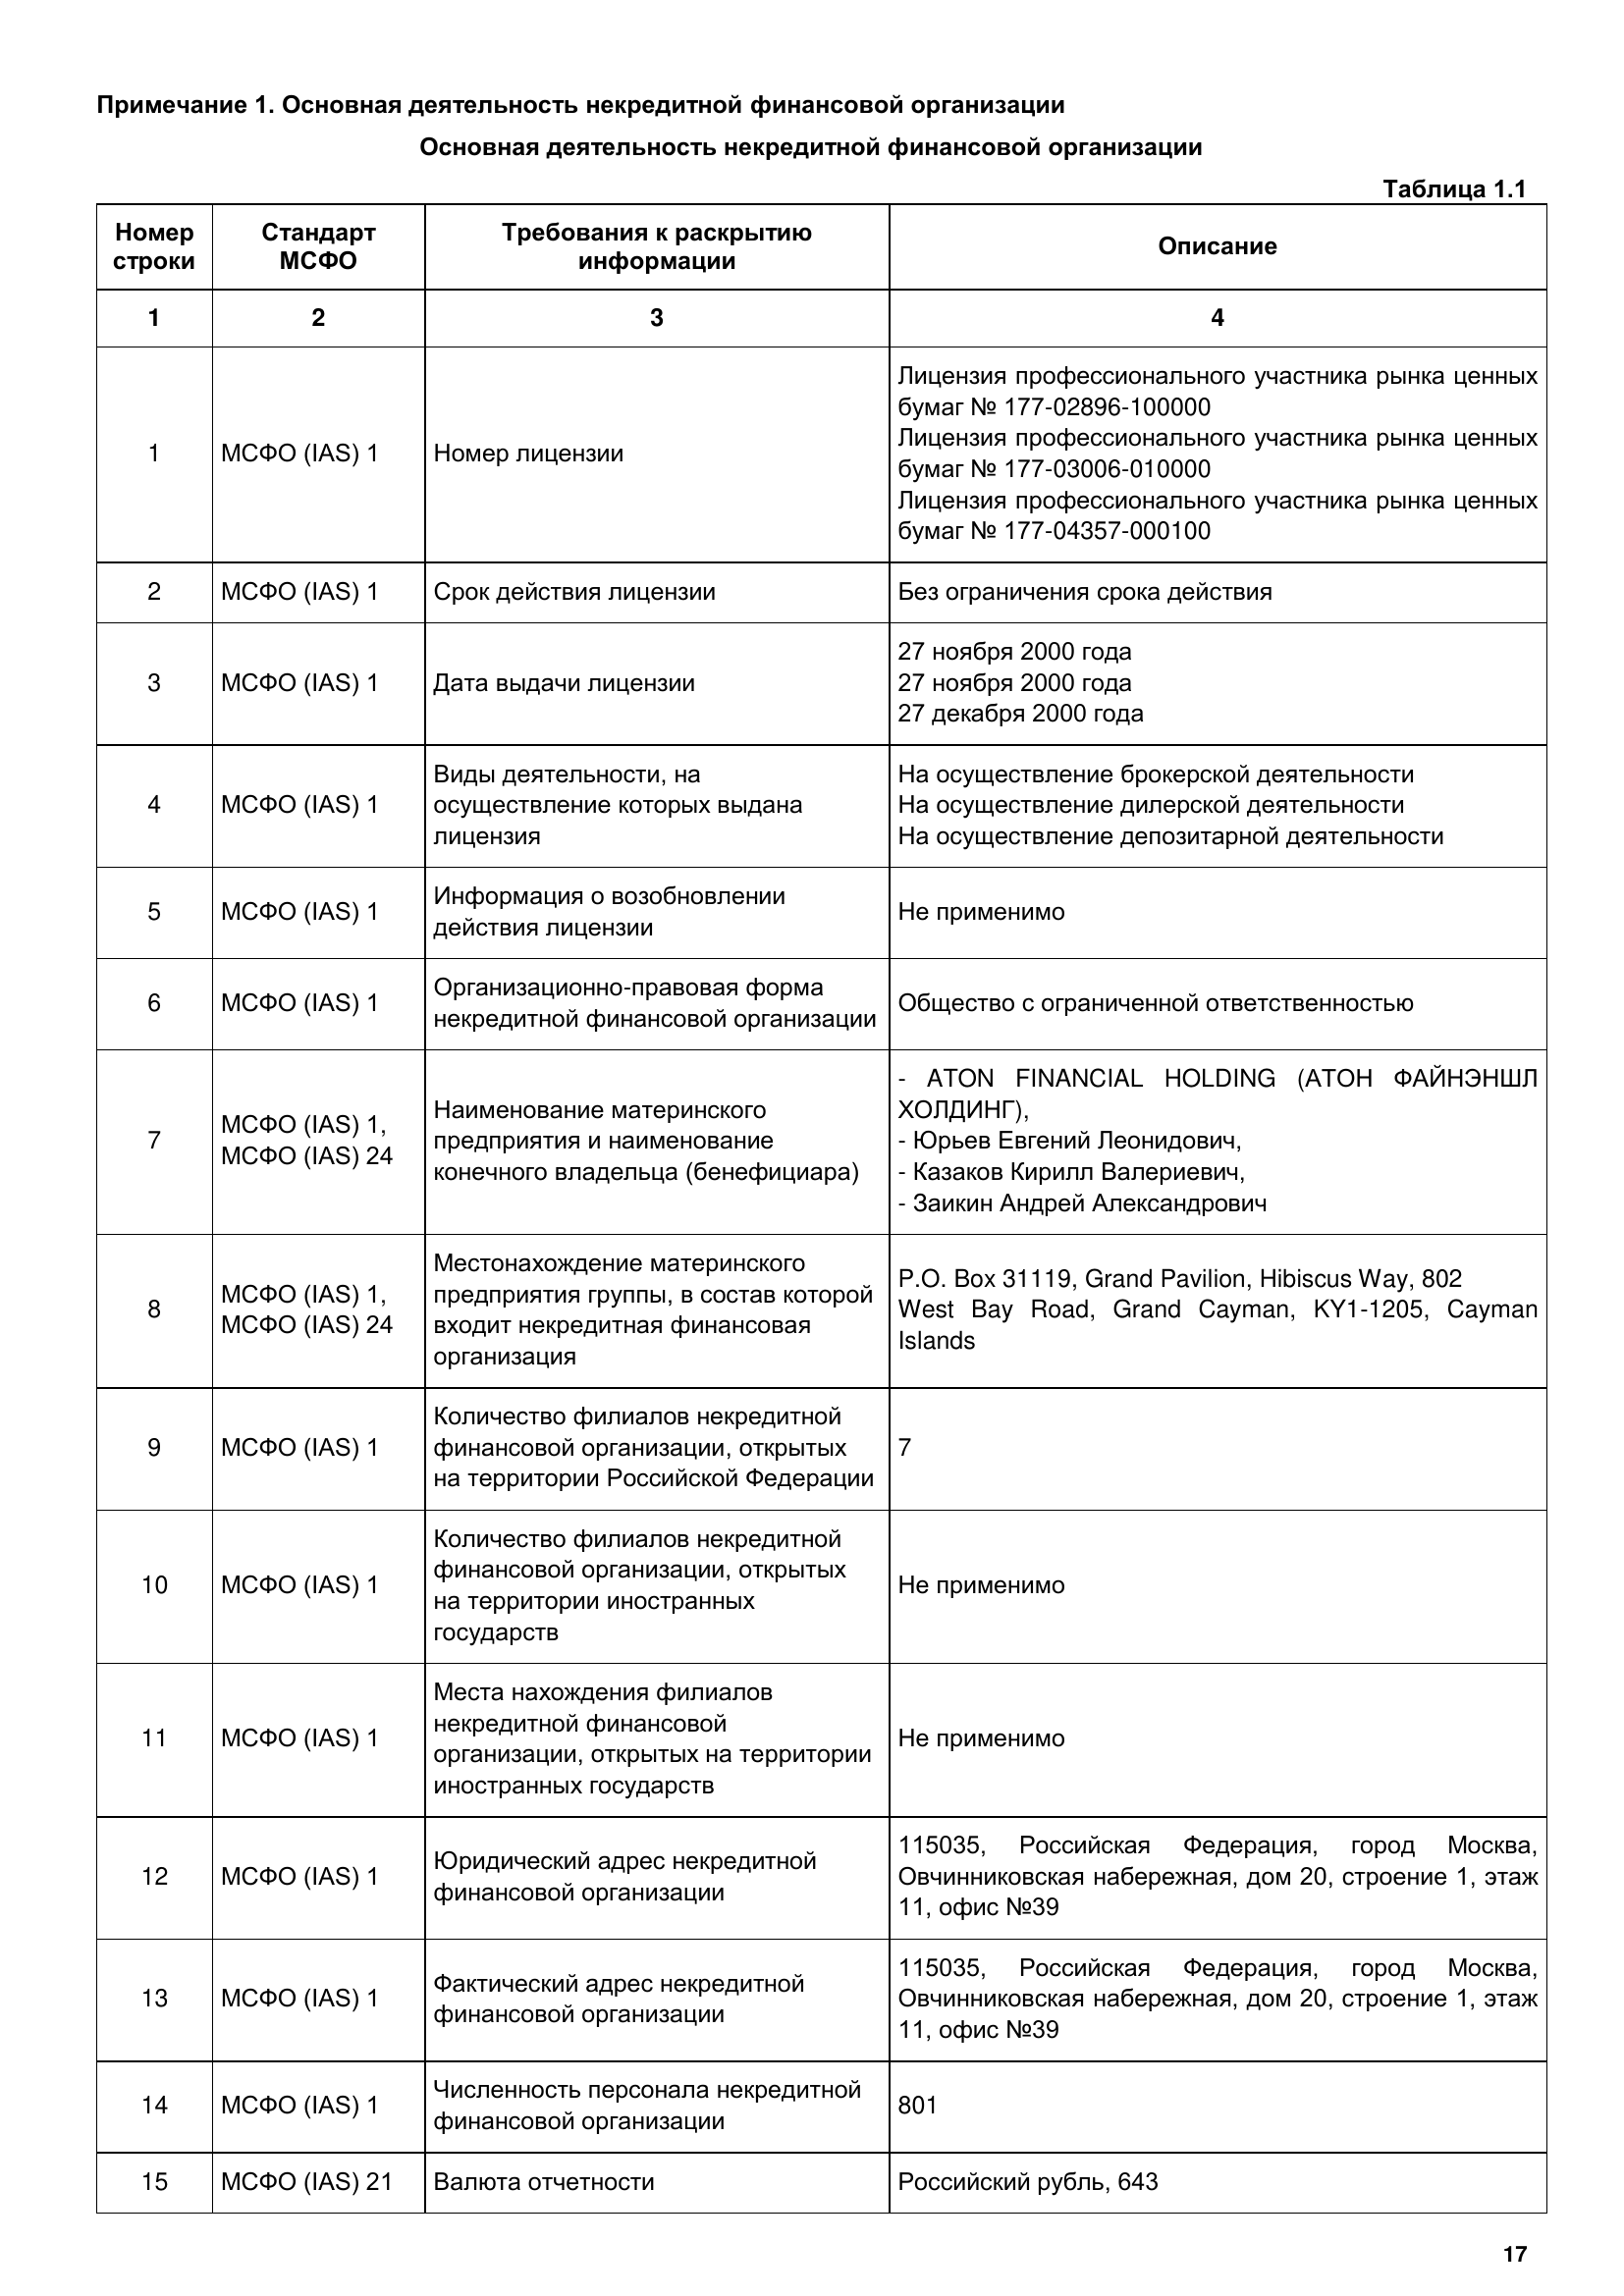 Примечание 1. Основная деятельность некредитной финансовой организации
Основная деятельность некредитной финансовой организации
Таблица 1.1
Номер
строки
Стандарт
МСФО
Требования к раскрытию
информации
Описание
1
2
3
4
1
МСФО (IAS) 1
Номер лицензии
Лицензия профессионального участника рынка ценных
бумаг № 177-02896-100000
Лицензия профессионального участника рынка ценных
бумаг № 177-03006-010000
Лицензия профессионального участника рынка ценных
бумаг № 177-04357-000100
2
МСФО (IAS) 1
Срок действия лицензии
Без ограничения срока действия
3
МСФО (IAS) 1
Дата выдачи лицензии
27 ноября 2000 года
27 ноября 2000 года
27 декабря 2000 года
4
МСФО (IAS) 1
Виды деятельности, на
осуществление которых выдана
лицензия
На осуществление брокерской деятельности
На осуществление дилерской деятельности
На осуществление депозитарной деятельности
5
МСФО (IAS) 1
Информация о возобновлении
действия лицензии
Не применимо
6
МСФО (IAS) 1
Организационно-правовая форма
некредитной финансовой организации
Общество с ограниченной ответственностью
7
МСФО (IAS) 1,
МСФО (IAS) 24
Наименование материнского
предприятия и наименование
конечного владельца (бенефициара)
- ATON FINANCIAL HOLDING (АТОН ФАЙНЭНШЛ
ХОЛДИНГ),
- Юрьев Евгений Леонидович,
- Казаков Кирилл Валериевич,
- Заикин Андрей Александрович
8
МСФО (IAS) 1,
МСФО (IAS) 24
Местонахождение материнского
предприятия группы, в состав которой
входит некредитная финансовая
организация
P.O. Box 31119, Grand Pavilion, Hibiscus Way, 802
West Bay Road, Grand Cayman, KY1-1205, Cayman
Islands
9
МСФО (IAS) 1
Количество филиалов некредитной
финансовой организации, открытых
на территории Российской Федерации
7
10
МСФО (IAS) 1
Количество филиалов некредитной
финансовой организации, открытых
на территории иностранных
государств
Не применимо
11
МСФО (IAS) 1
Места нахождения филиалов
некредитной финансовой
организации, открытых на территории
иностранных государств
Не применимо
12
МСФО (IAS) 1
Юридический адрес некредитной
финансовой организации
115035, Российская Федерация, город Москва,
Овчинниковская набережная, дом 20, строение 1, этаж
11, офис №39
13
МСФО (IAS) 1
Фактический адрес некредитной
финансовой организации
115035, Российская Федерация, город Москва,
Овчинниковская набережная, дом 20, строение 1, этаж
11, офис №39
14
МСФО (IAS) 1
Численность персонала некредитной
финансовой организации
801
15
МСФО (IAS) 21
Валюта отчетности
Российский рубль, 643
17